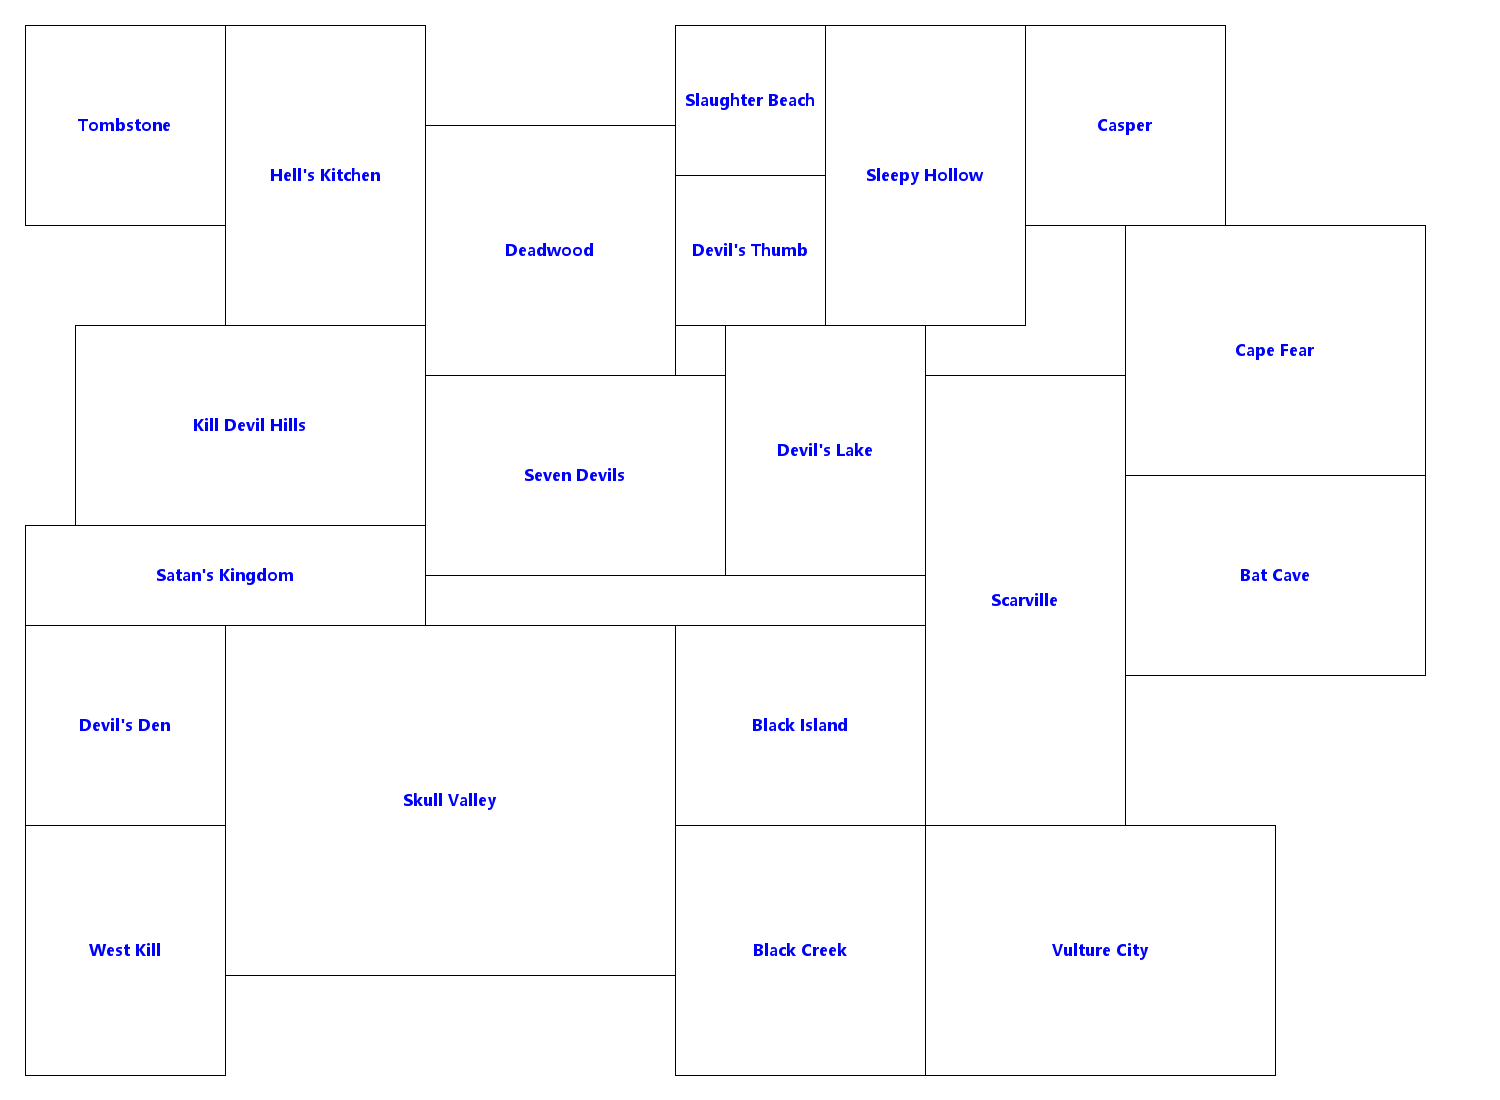 Slaughter Beach
Tombstone
Casper
Hell's Kitchen
Sleepy Hollow
Deadwood
Devil's Thumb
Cape Fear
Kill Devil Hills
Devil's Lake
Seven Devils
Satan's Kingdom
Bat Cave
Scarville
Devil's Den
Black Island
Skull Valley
West Kill
Black Creek
Vulture City